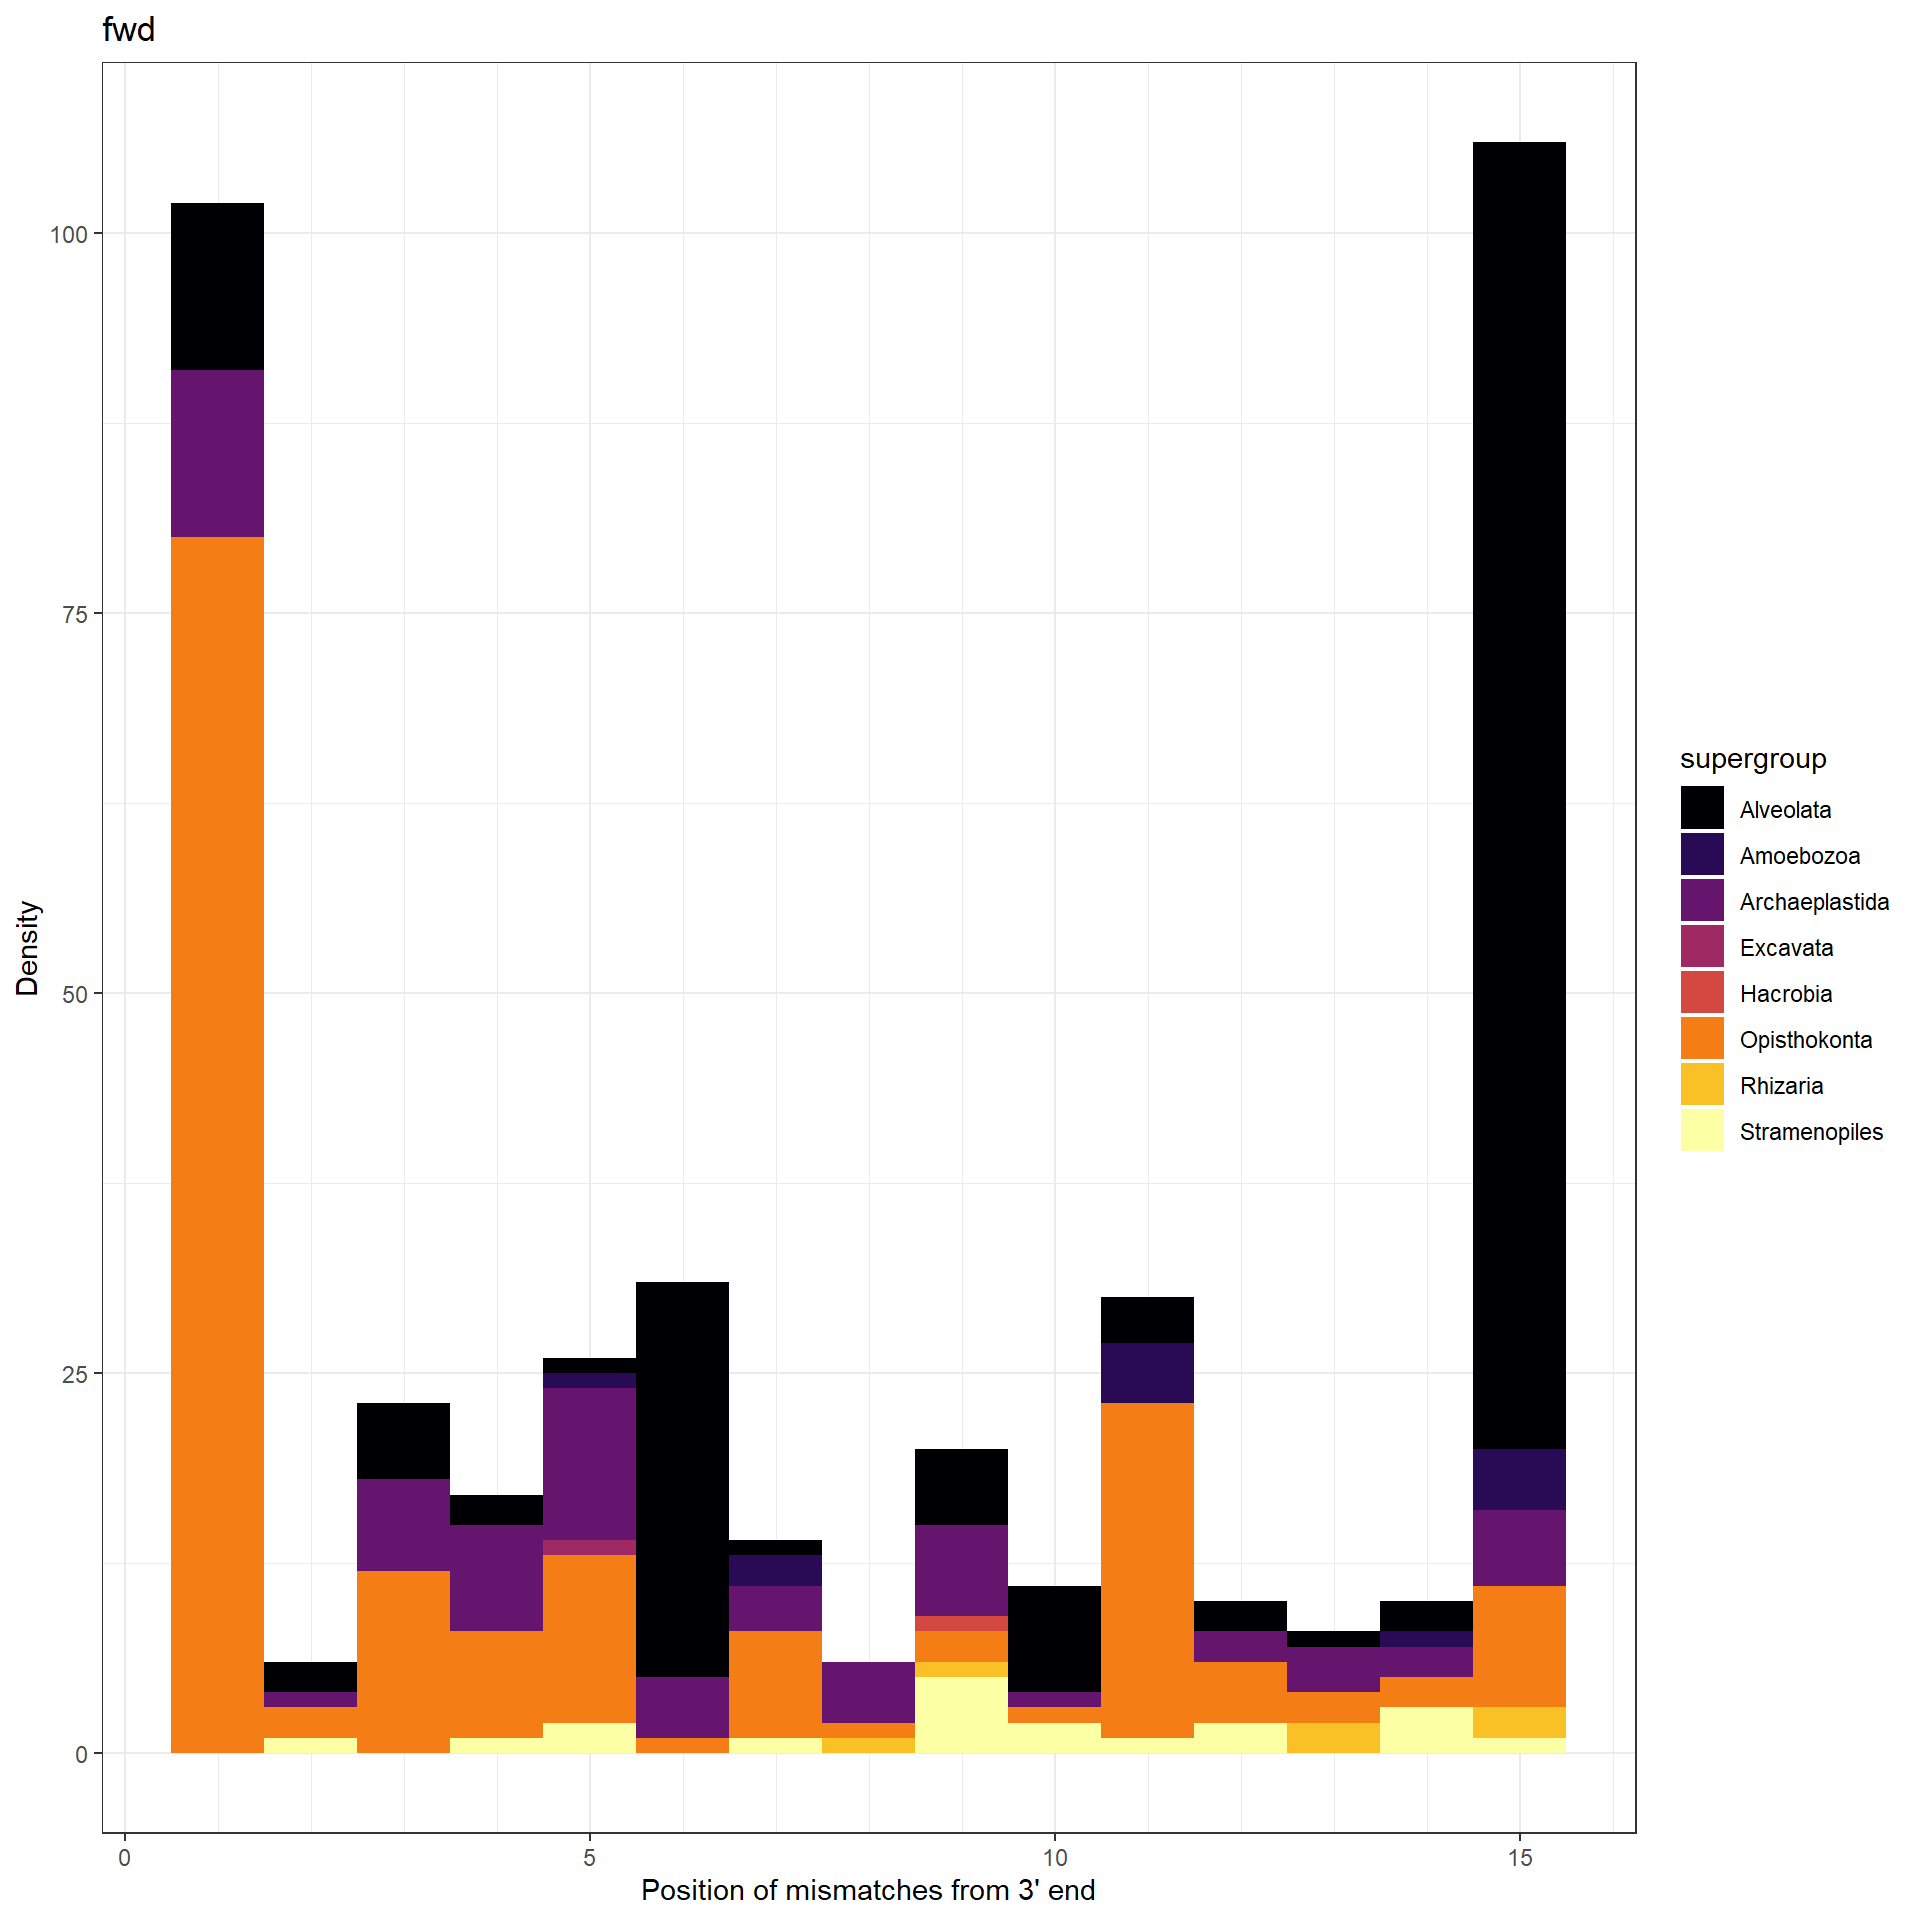 fwd
100
75
50
25
0
Density
0
5
10
15
Position of mismatches from 3' end
supergroup
Alveolata
Amoebozoa
Archaeplastida
Excavata
Hacrobia
Opisthokonta
Rhizaria
Stramenopiles